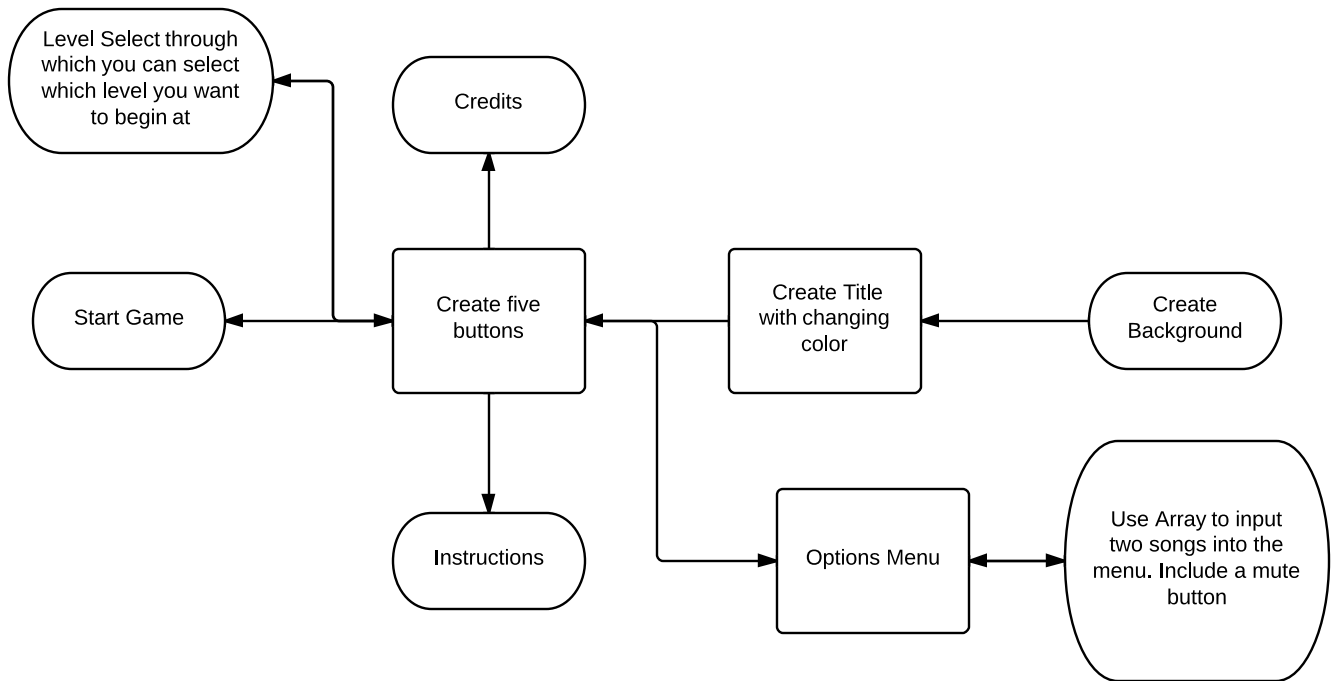 Level Select through
which you can select
which level you want
to begin at
Credits
Start Game
Create five
buttons
Create Title
with changing
color
Create
Background
Instructions
Options Menu
Use Array to input
two songs into the
menu. Include a mute
button